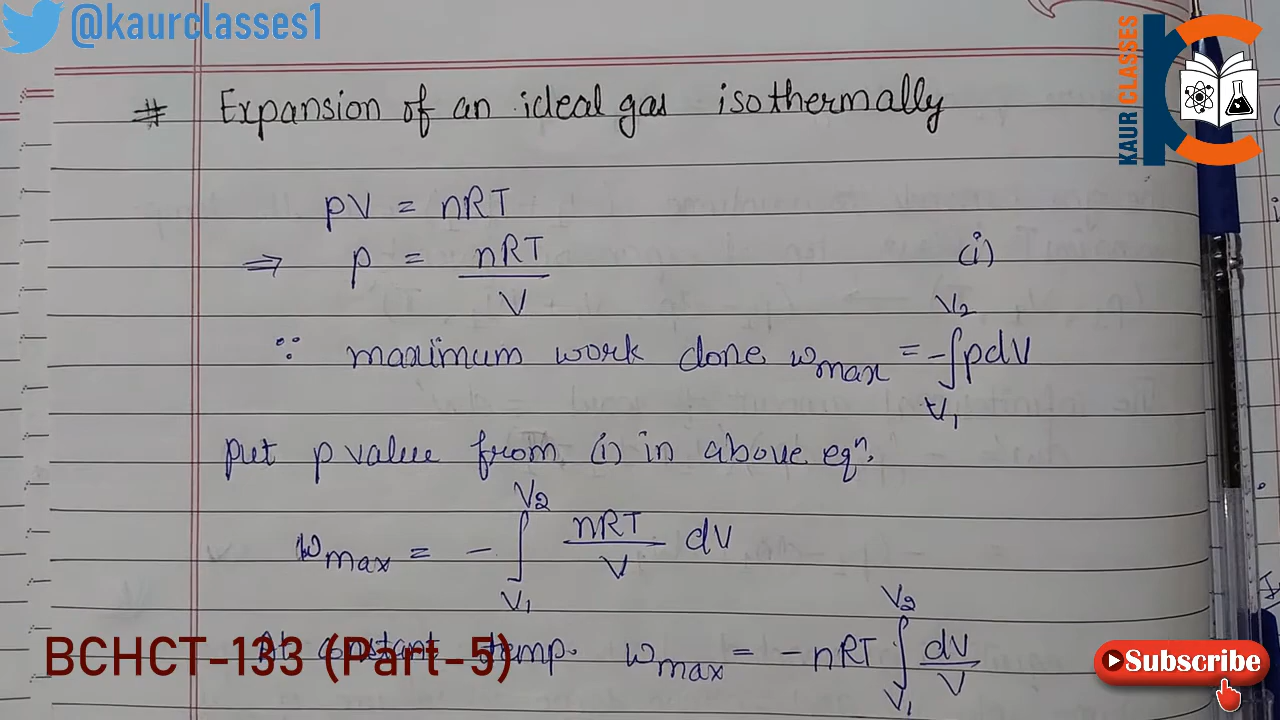 @kaurclasses1
KAUR CLASSES
# Expansion of an ideal gas isothermally
pV = nRT
⇒ p = nRT/V (i)
∵ maximum work done w_max = -∫_{V1}^{V2} pdV
put p value from (i) in above eqⁿ.
w_max = - ∫_{V1}^{V2} nRT/V dV
At constant temp. w_max = - nRT ∫_{V1}^{V2} dV/V
BCHCT-133 (Part-5)
Subscribe